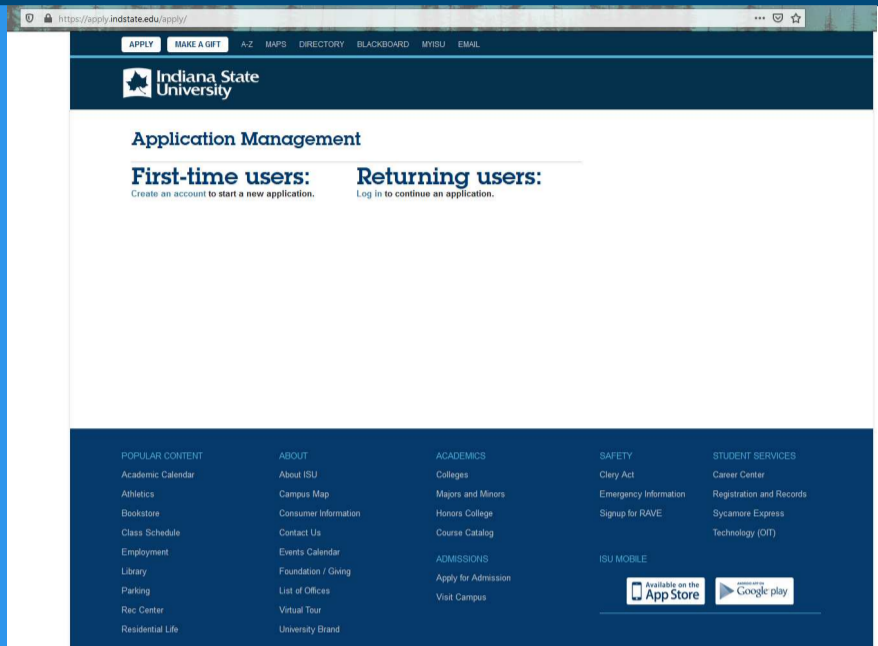 https://apply.indstate.edu/apply/
APPLY MAKE A GIFT A-Z MAPS DIRECTORY BLACKBOARD MYISU EMAIL
Indiana State
University
Application Management
First-time users:
Create an account to start a new application.
Returning users:
Log in to continue an application.
POPULAR CONTENT
Academic Calendar
Athletics
Bookstore
Class Schedule
Employment
Library
Parking
Rec Center
Residential Life
ABOUT
About ISU
Campus Map
Consumer Information
Contact Us
Events Calendar
Foundation / Giving
List of Offices
Virtual Tour
University Brand
ACADEMICS
Colleges
Majors and Minors
Honors College
Course Catalog
ADMISSIONS
Apply for Admission
Visit Campus
SAFETY
Clery Act
Emergency Information
Signup for RAVE
STUDENT SERVICES
Career Center
Registration and Records
Sycamore Express
Technology (OIT)
ISU MOBILE
Available on the
App Store
ANDROID APP ON
Google play